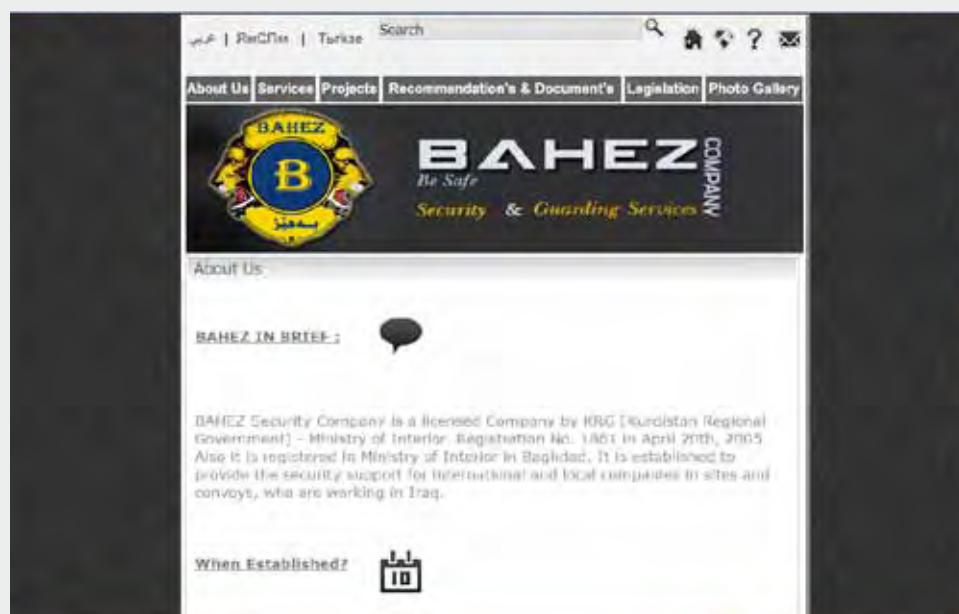 عربي | | Turkae
Search
?
About Us Services Projects Recommendation's & Document's Legislation Photo Gallery
BAHEZ
B
بەهێز
BAHEZ
COMPANY
Be Safe
Security & Guarding Services
About Us
BAHEZ IN BRIEF :
BAHEZ Security Company is a licensed Company by KRG [Kurdistan Regional
Government] - Ministry of Interior. Registration No. 1861 in April 20th, 2005
Also it is registered in Ministry of Interior in Baghdad. It is established to
provide the security support for international and local companies in sites and
convoys, who are working in Iraq.
When Established?
10